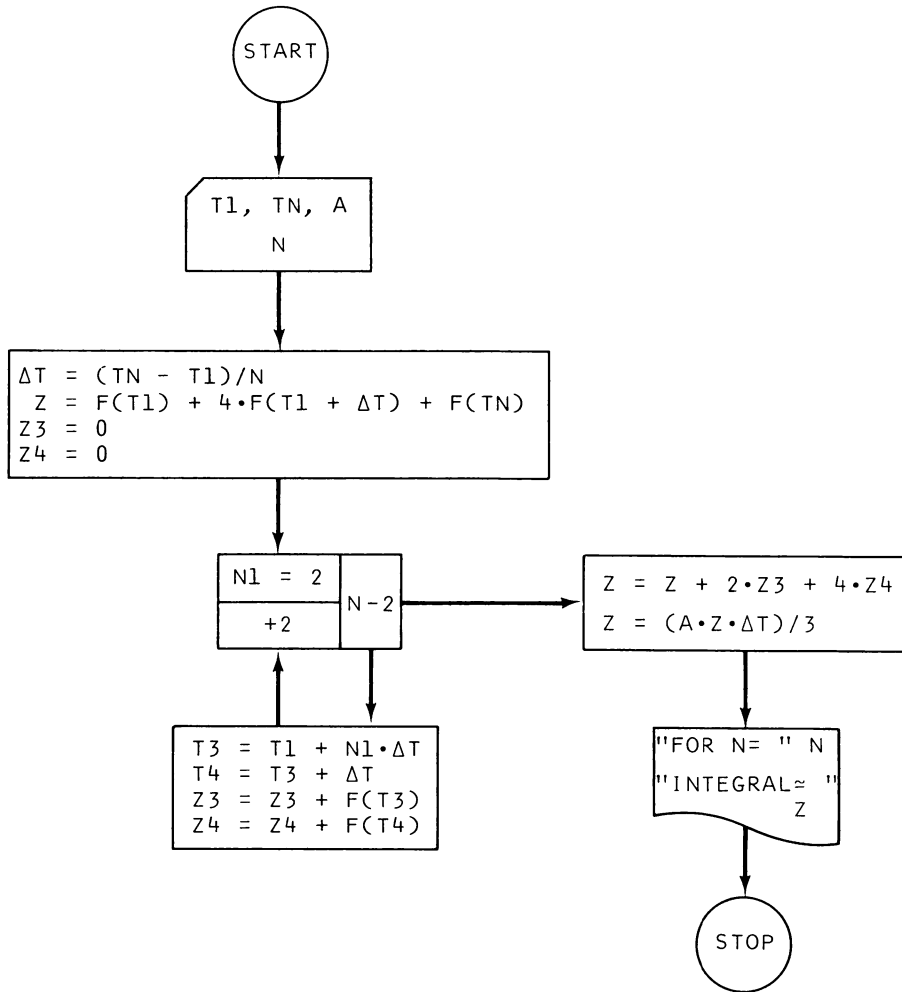 START
T1, TN, A
N
ΔT = (TN - T1)/N
Z = F(T1) + 4•F(T1 + ΔT) + F(TN)
Z3 = 0
Z4 = 0
N1 = 2
+2
N-2
T3 = T1 + N1•ΔT
T4 = T3 + ΔT
Z3 = Z3 + F(T3)
Z4 = Z4 + F(T4)
Z = Z + 2•Z3 + 4•Z4
Z = (A•Z•ΔT)/3
"FOR N= " N
"INTEGRAL≃ "
Z
STOP